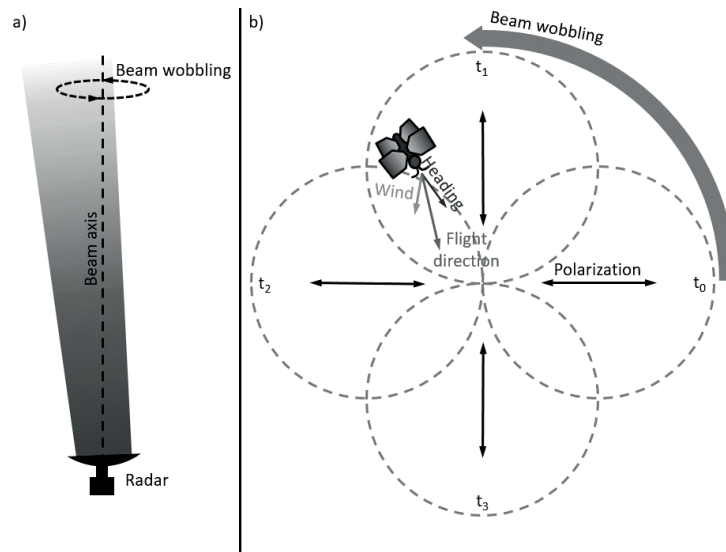 a)
Beam wobbling
Beam axis
Radar
b)
Beam wobbling
t1
Heading
Wind
Flight
direction
t2
Polarization
t0
t3